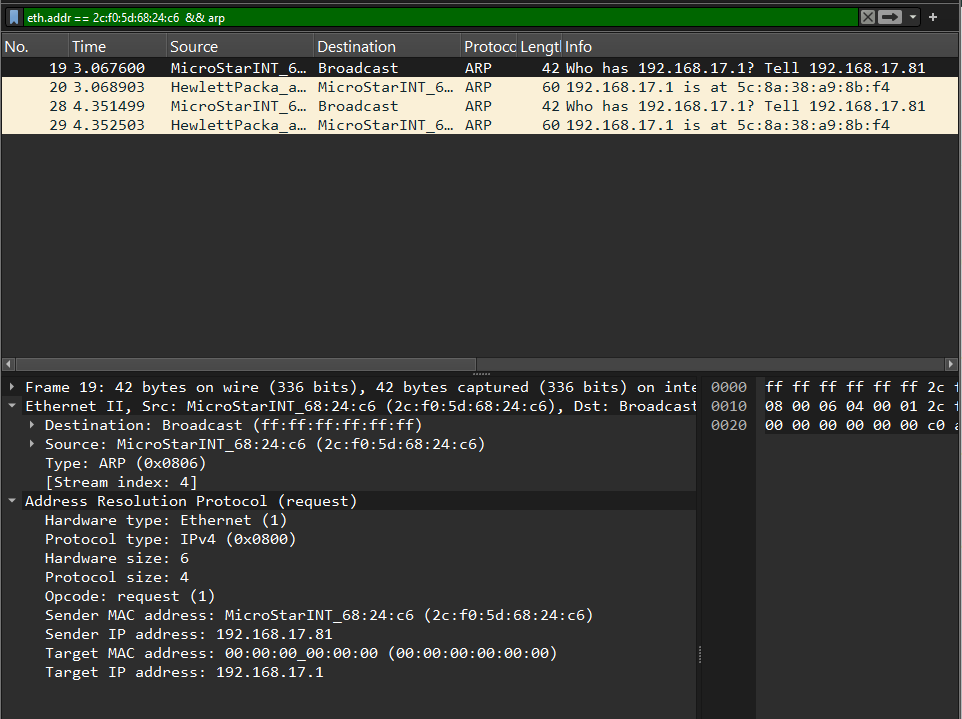 eth.addr == 2c:f0:5d:68:24:c6 && arp
No. Time Source Destination Protocc Lengtl Info
19 3.067600 MicroStarINT_6… Broadcast ARP 42 Who has 192.168.17.1? Tell 192.168.17.81
20 3.068903 HewlettPacka_a… MicroStarINT_6… ARP 60 192.168.17.1 is at 5c:8a:38:a9:8b:f4
28 4.351499 MicroStarINT_6… Broadcast ARP 42 Who has 192.168.17.1? Tell 192.168.17.81
29 4.352503 HewlettPacka_a… MicroStarINT_6… ARP 60 192.168.17.1 is at 5c:8a:38:a9:8b:f4
Frame 19: 42 bytes on wire (336 bits), 42 bytes captured (336 bits) on inte
Ethernet II, Src: MicroStarINT_68:24:c6 (2c:f0:5d:68:24:c6), Dst: Broadcast
Destination: Broadcast (ff:ff:ff:ff:ff:ff)
Source: MicroStarINT_68:24:c6 (2c:f0:5d:68:24:c6)
Type: ARP (0x0806)
[Stream index: 4]
Address Resolution Protocol (request)
Hardware type: Ethernet (1)
Protocol type: IPv4 (0x0800)
Hardware size: 6
Protocol size: 4
Opcode: request (1)
Sender MAC address: MicroStarINT_68:24:c6 (2c:f0:5d:68:24:c6)
Sender IP address: 192.168.17.81
Target MAC address: 00:00:00_00:00:00 (00:00:00:00:00:00)
Target IP address: 192.168.17.1
0000 ff ff ff ff ff ff 2c
0010 08 00 06 04 00 01 2c
0020 00 00 00 00 00 00 c0